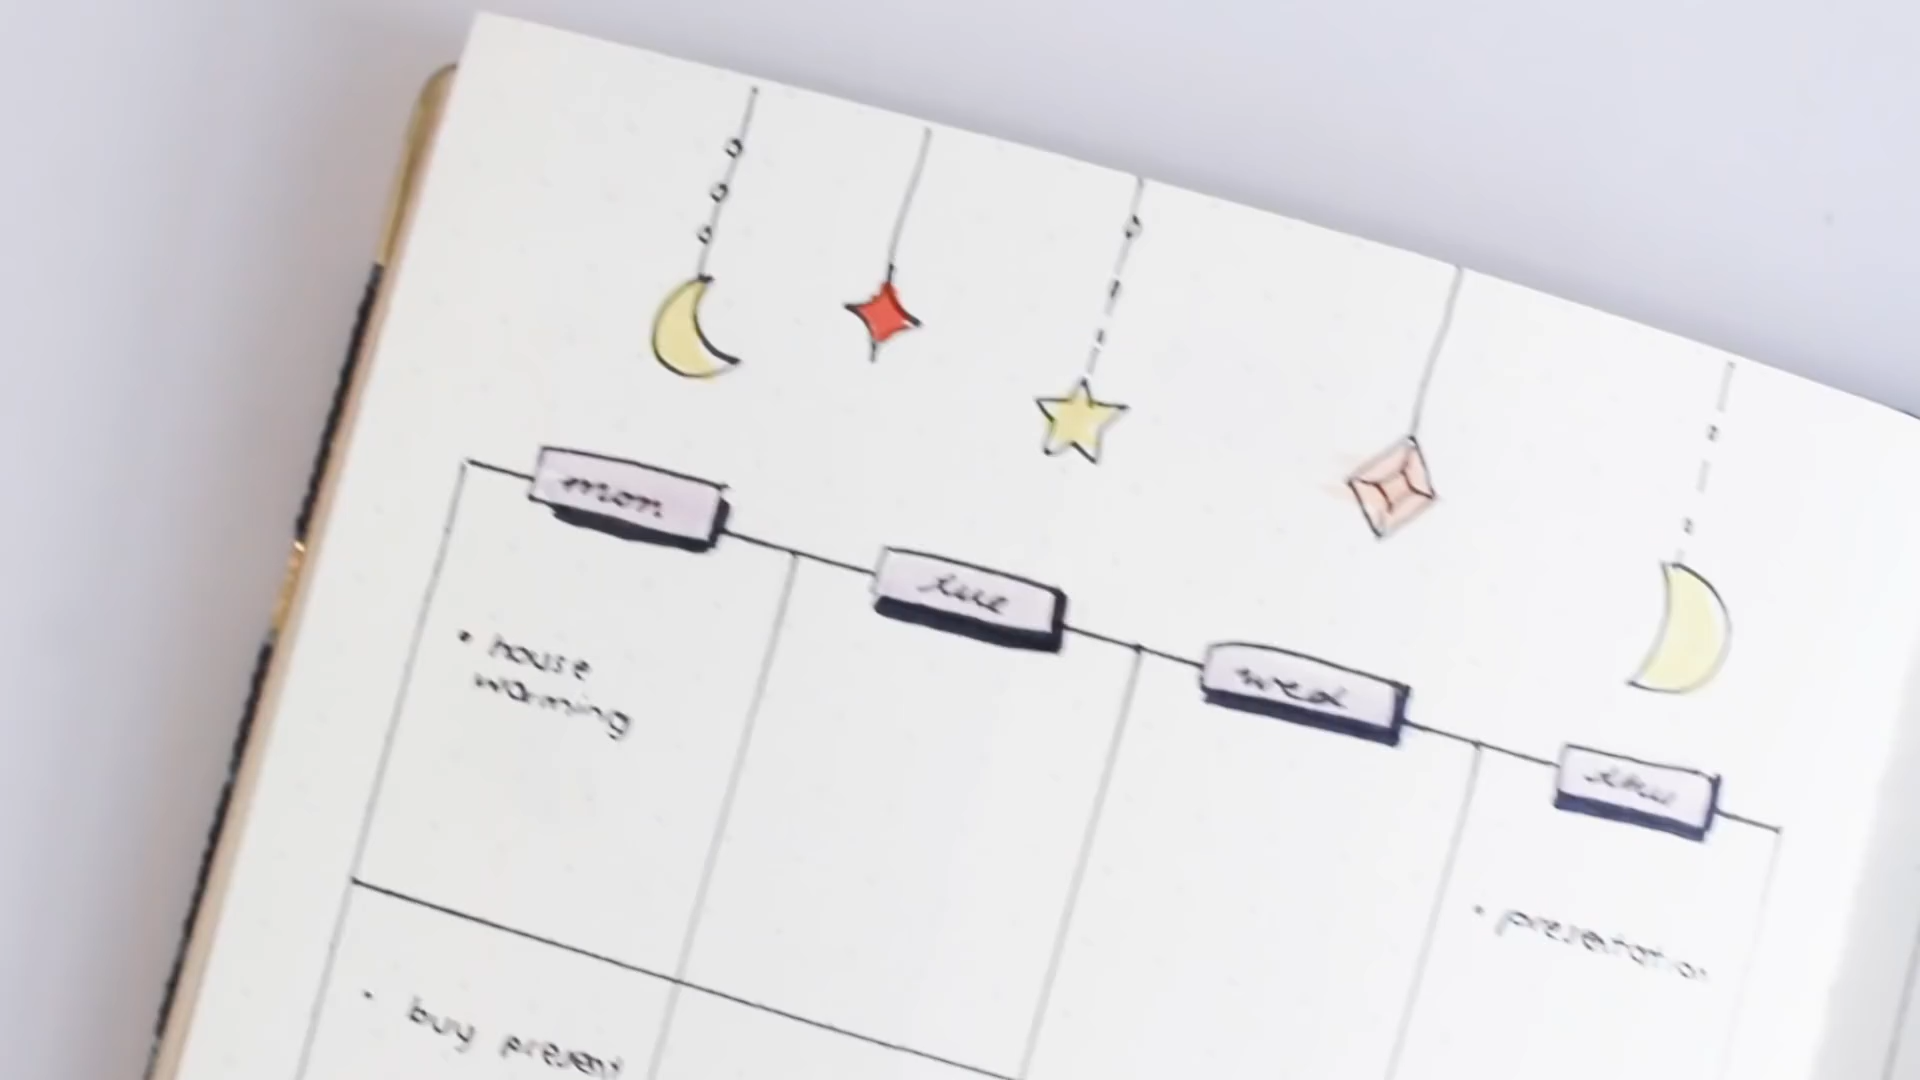 mon
tue
wed
thu
• house
warming
• presentation
• buy present